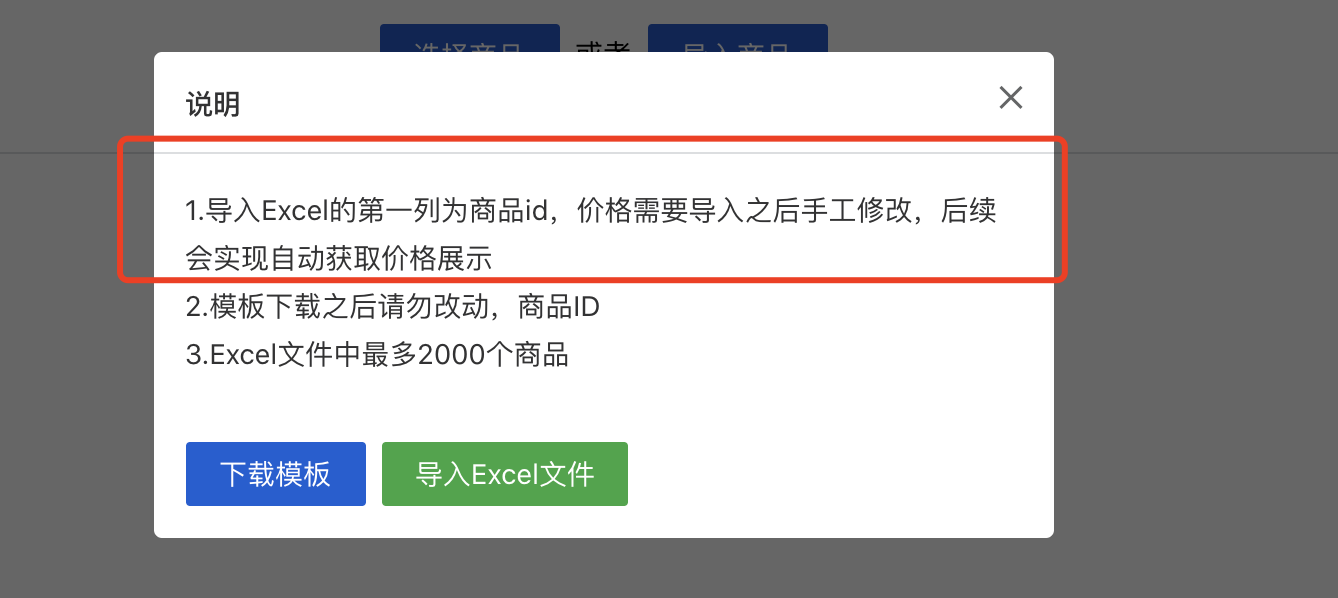 选择商品 或者 导入商品
说明
1.导入Excel的第一列为商品id，价格需要导入之后手工修改，后续
会实现自动获取价格展示
2.模板下载之后请勿改动，商品ID
3.Excel文件中最多2000个商品
下载模板 导入Excel文件